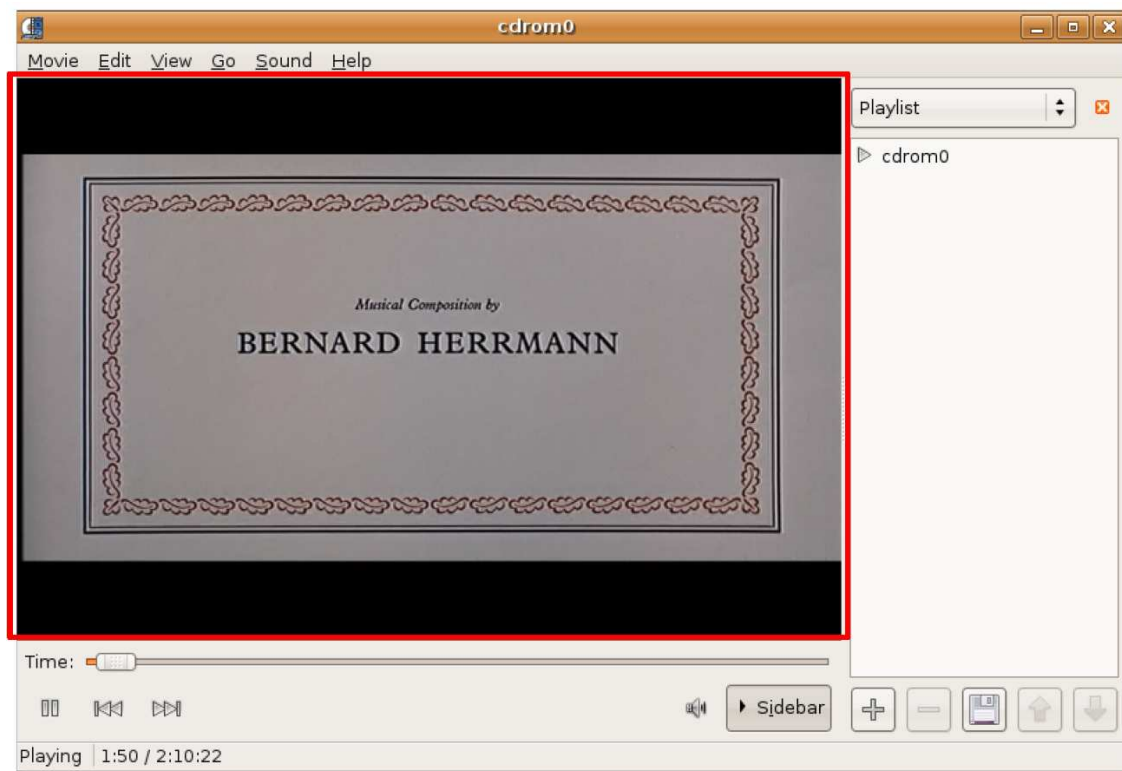 cdrom0
Movie Edit View Go Sound Help
Playlist
cdrom0
Musical Composition by
BERNARD HERRMANN
Time:
Sidebar
Playing 1:50 / 2:10:22